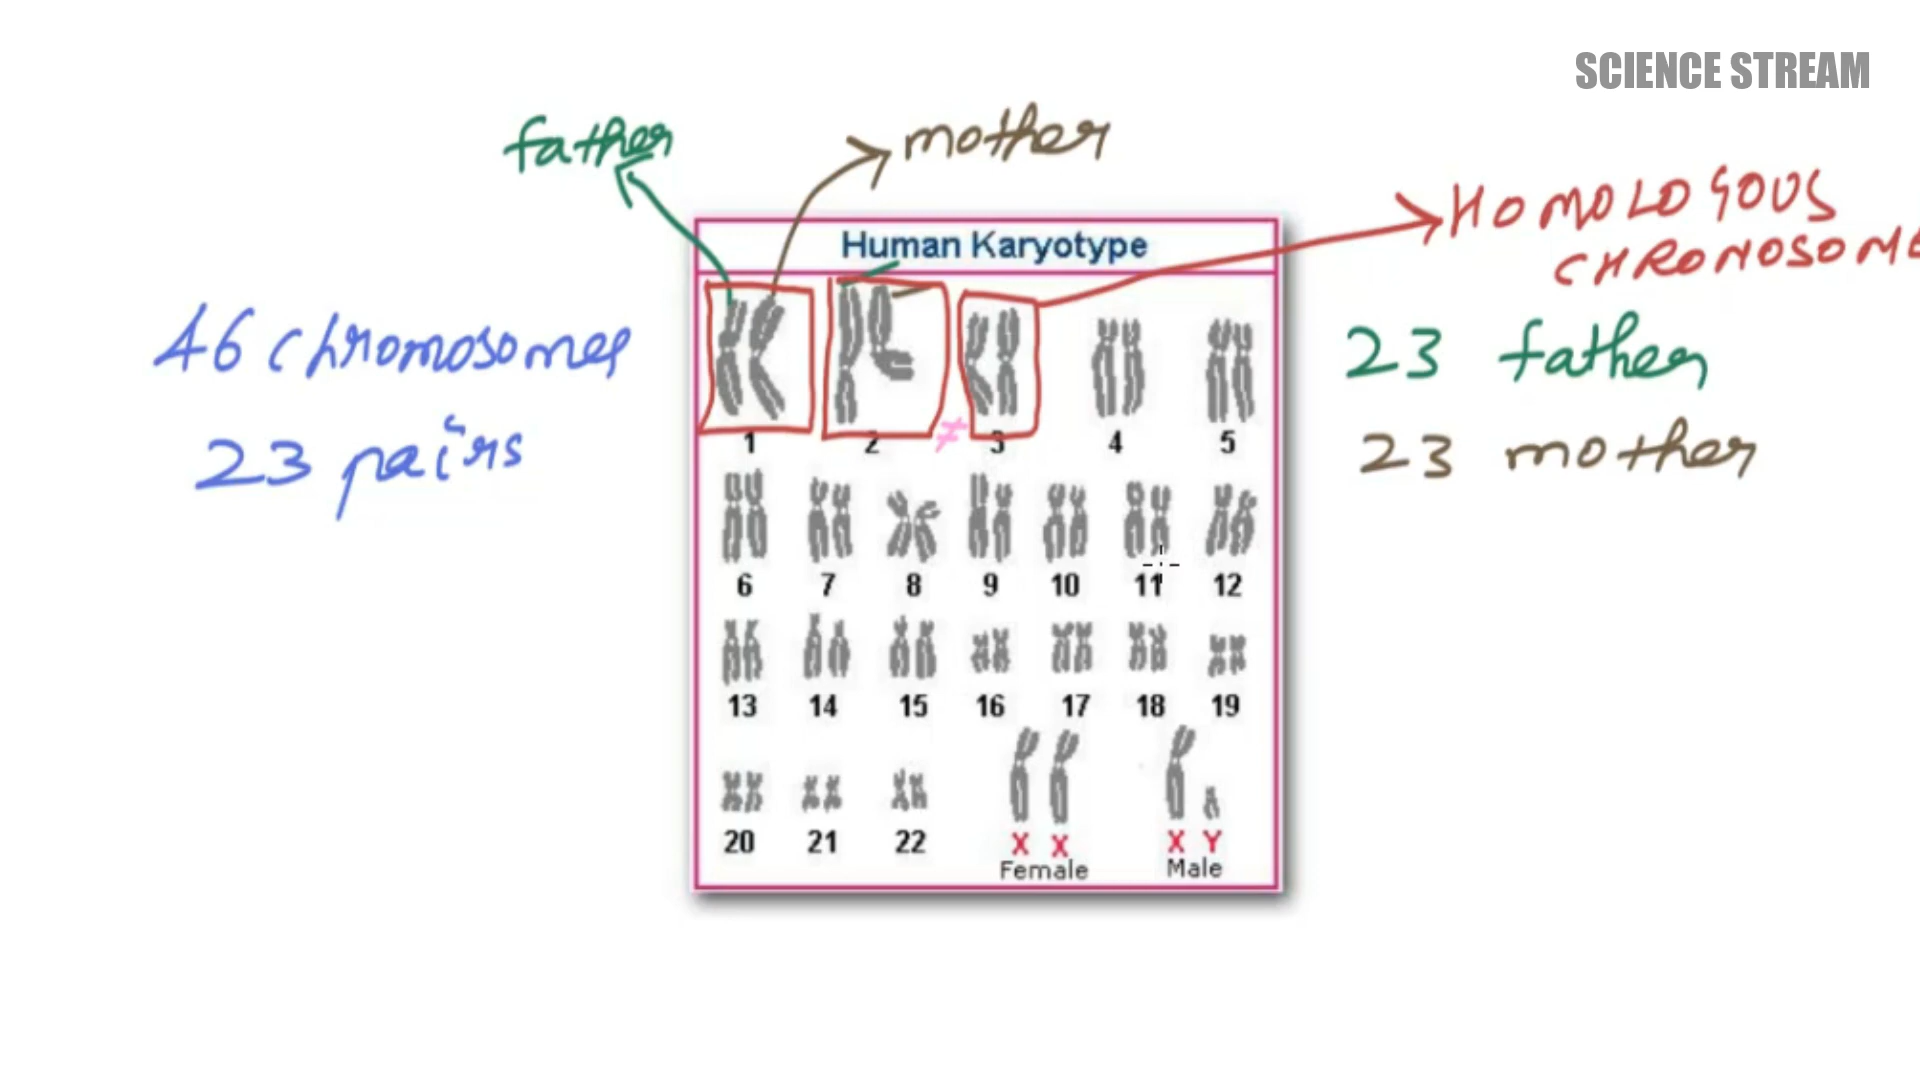 SCIENCE STREAM
father
mother
HOMOLOGOUS
CHROMOSOME
Human Karyotype
46 chromosomes
23 pairs
23 father
23 mother
1 2 ≠ 3 4 5
6 7 8 9 10 11 12
13 14 15 16 17 18 19
20 21 22 X X X Y
Female Male